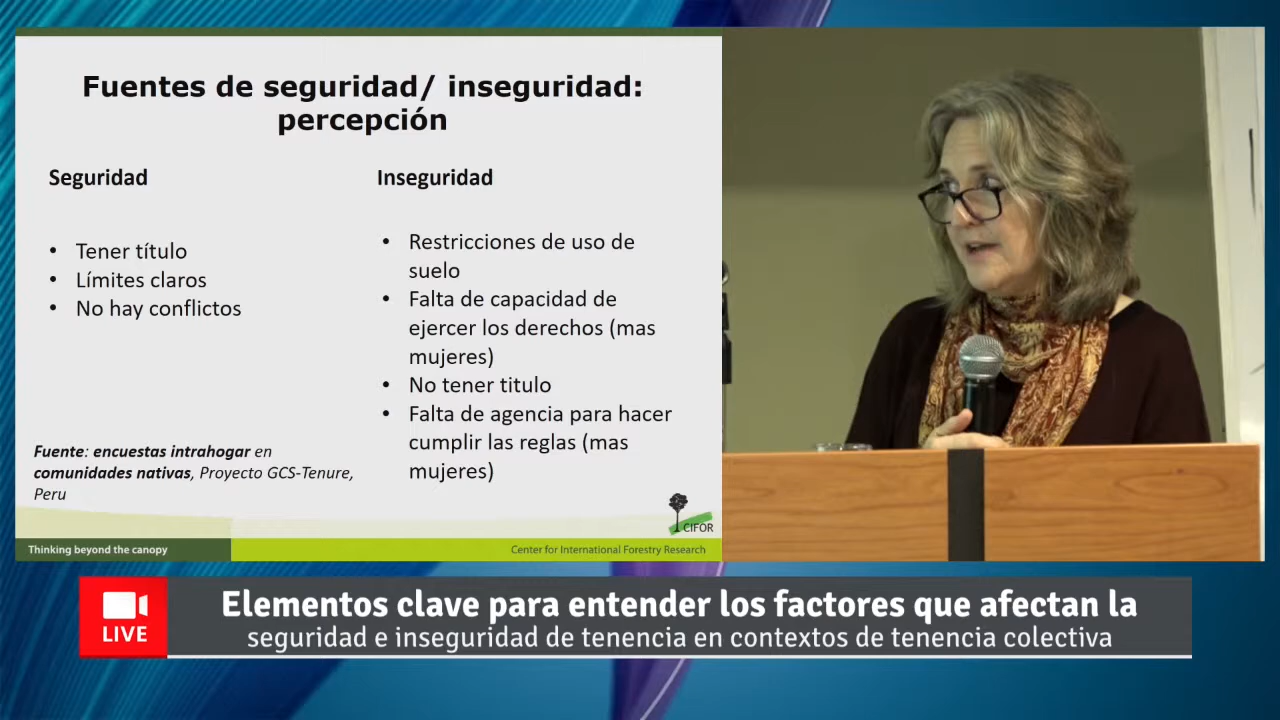 Fuentes de seguridad/ inseguridad:
percepción
Seguridad
• Tener título
• Límites claros
• No hay conflictos
Inseguridad
• Restricciones de uso de
suelo
• Falta de capacidad de
ejercer los derechos (mas
mujeres)
• No tener titulo
• Falta de agencia para hacer
cumplir las reglas (mas
mujeres)
Fuente: encuestas intrahogar en
comunidades nativas, Proyecto GCS-Tenure,
Peru
CIFOR
Thinking beyond the canopy
Center for International Forestry Research
LIVE
Elementos clave para entender los factores que afectan la
seguridad e inseguridad de tenencia en contextos de tenencia colectiva